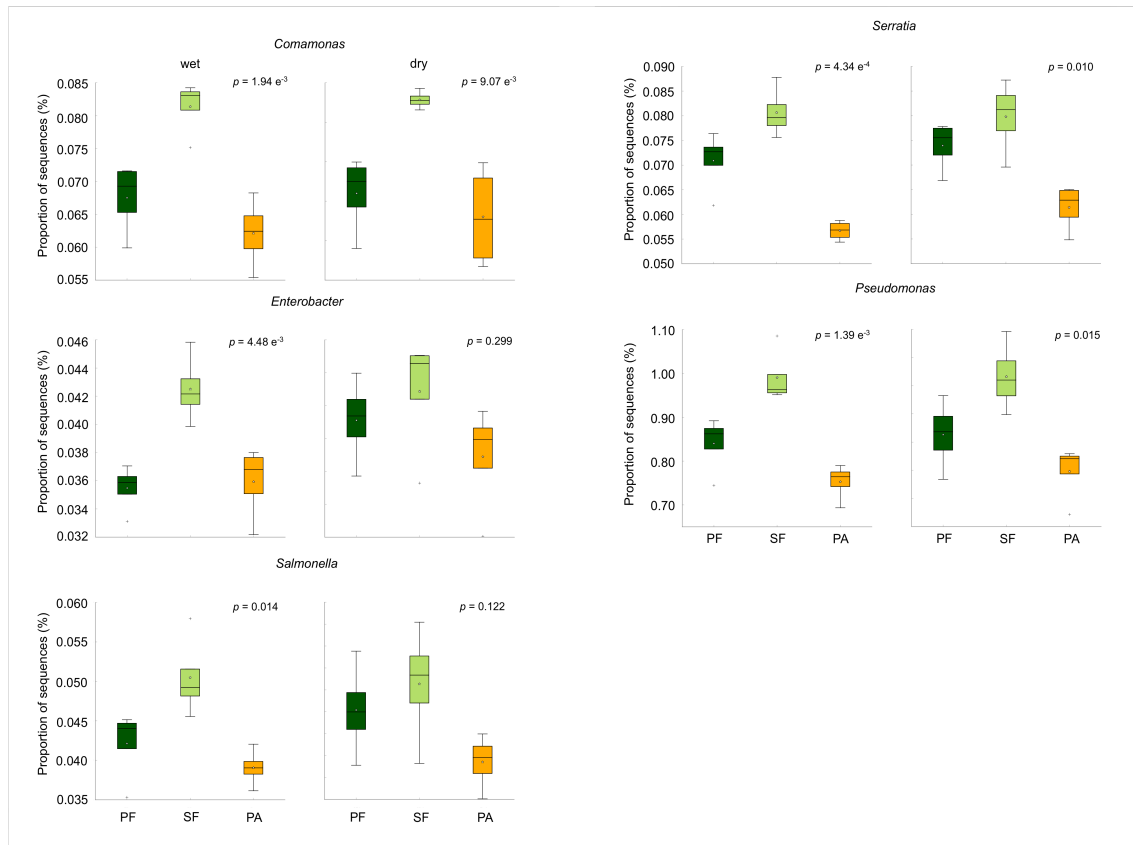 Comamonas
wet
dry
p = 1.94 e-3
p = 9.07 e-3
Proportion of sequences (%)
0.085
0.080
0.075
0.070
0.065
0.060
0.055
Enterobacter
p = 4.48 e-3
p = 0.299
Proportion of sequences (%)
0.046
0.044
0.042
0.040
0.038
0.036
0.034
0.032
Salmonella
p = 0.014
p = 0.122
Proportion of sequences (%)
0.060
0.055
0.050
0.045
0.040
0.035
PF SF PA PF SF PA
Serratia
p = 4.34 e-4
p = 0.010
Proportion of sequences (%)
0.090
0.085
0.080
0.075
0.070
0.065
0.060
0.055
0.050
Pseudomonas
p = 1.39 e-3
p = 0.015
Proportion of sequences (%)
1.10
1.00
0.90
0.80
0.70
PF SF PA PF SF PA